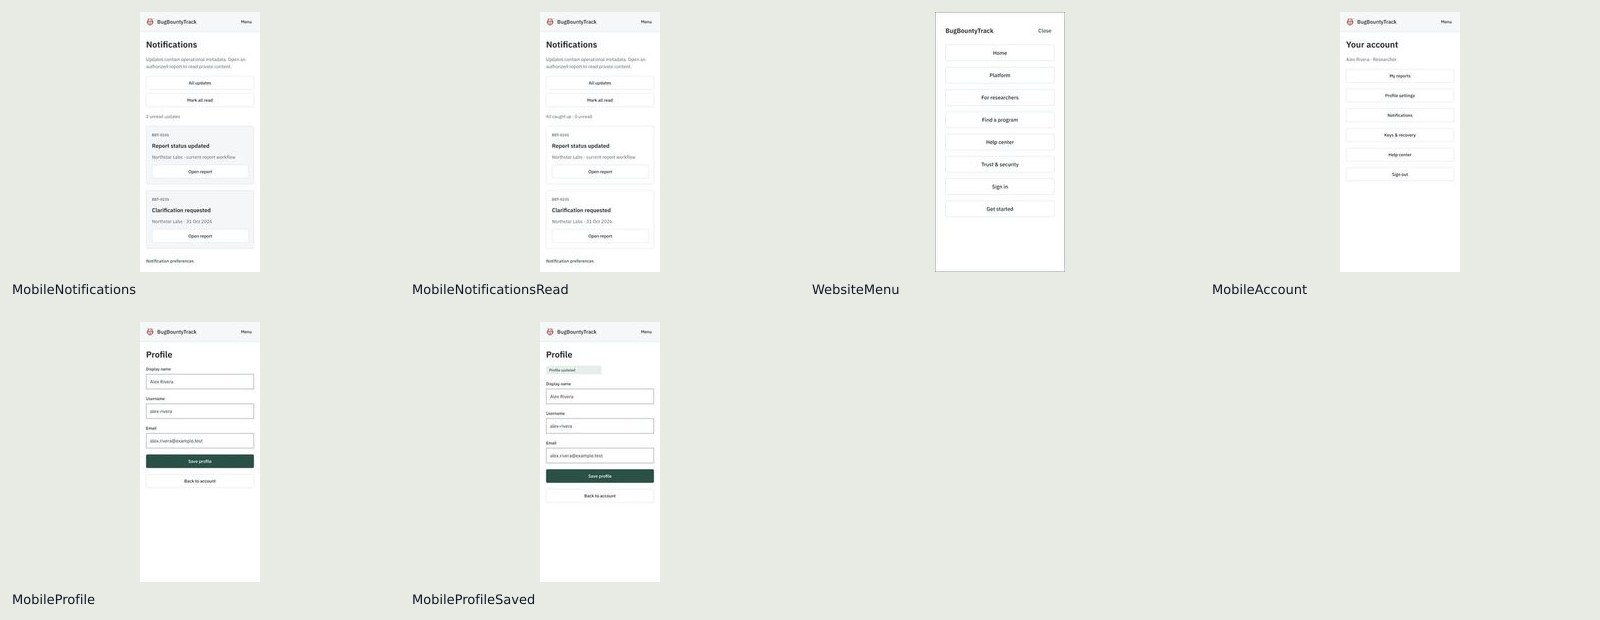 BugBountyTrack
Menu
Notifications
Updates contain operational metadata. Open an
authorized report to read private content.
All updates
Mark all read
2 unread updates
Report status updated
Northstar Labs · current report workflow
Open report
Clarification requested
Northstar Labs · 31 Oct 2026
Open report
Notification preferences
MobileNotifications
BugBountyTrack
Menu
Notifications
Updates contain operational metadata. Open an
authorized report to read private content.
All updates
Mark all read
All caught up · 0 unread
Report status updated
Northstar Labs · current report workflow
Open report
Clarification requested
Northstar Labs · 31 Oct 2026
Open report
Notification preferences
MobileNotificationsRead
BugBountyTrack
Close
Home
Platform
For researchers
Find a program
Help center
Trust & security
Sign in
Get started
WebsiteMenu
BugBountyTrack
Menu
Your account
Alex Rivera · Researcher
My reports
Profile settings
Notifications
Keys & recovery
Help center
Sign out
MobileAccount
BugBountyTrack
Menu
Profile
Display name
Alex Rivera
Username
alex-rivera
Email
alex.rivera@example.test
Save profile
Back to account
MobileProfile
BugBountyTrack
Menu
Profile
Profile updated
Display name
Alex Rivera
Username
alex-rivera
Email
alex.rivera@example.test
Save profile
Back to account
MobileProfileSaved